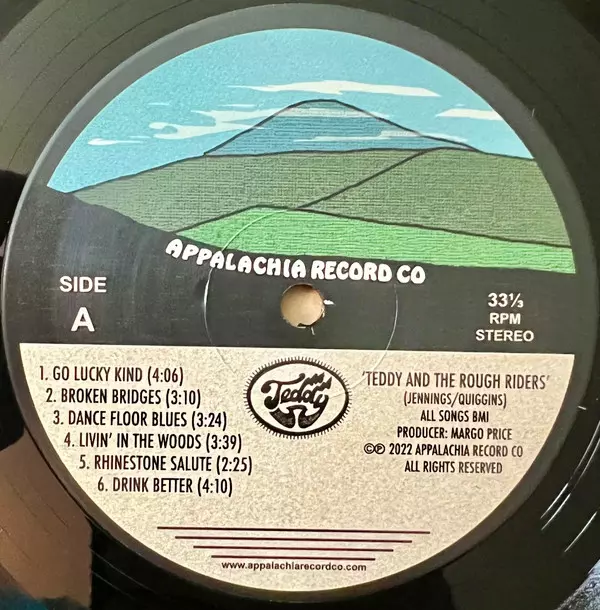 APPALACHIA RECORD CO
SIDE
A
33⅓
RPM
STEREO
1. GO LUCKY KIND (4:06)
2. BROKEN BRIDGES (3:10)
3. DANCE FLOOR BLUES (3:24)
4. LIVIN' IN THE WOODS (3:39)
5. RHINESTONE SALUTE (2:25)
6. DRINK BETTER (4:10)
Teddy
'TEDDY AND THE ROUGH RIDERS'
(JENNINGS/QUIGGINS)
ALL SONGS BMI
PRODUCER: MARGO PRICE
©℗ 2022 APPALACHIA RECORD CO
ALL RIGHTS RESERVED
www.appalachiarecordco.com